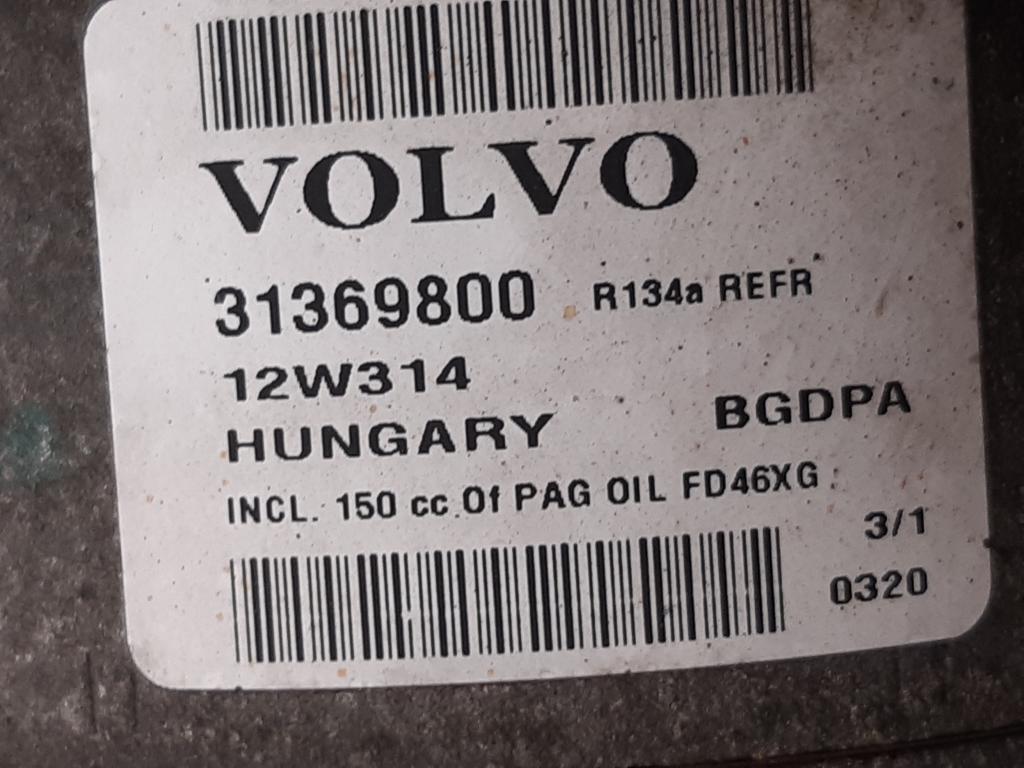 VOLVO
31369800 R134a REFR
12W314
HUNGARY BGDPA
INCL. 150 cc Of PAG OIL FD46XG
3/1
0320